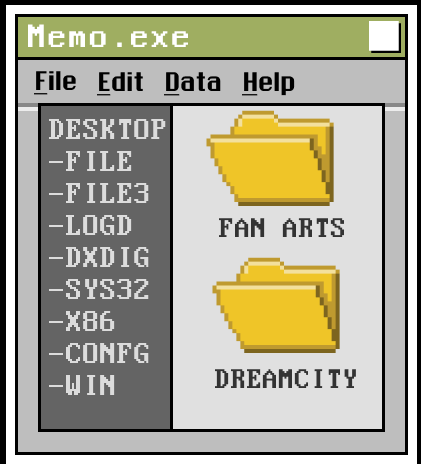 Memo.exe
File Edit Data Help
DESKTOP
-FILE
-FILE3
-LOGD
-DXDIG
-SYS32
-X86
-CONFG
-WIN
FAN ARTS
DREAMCITY